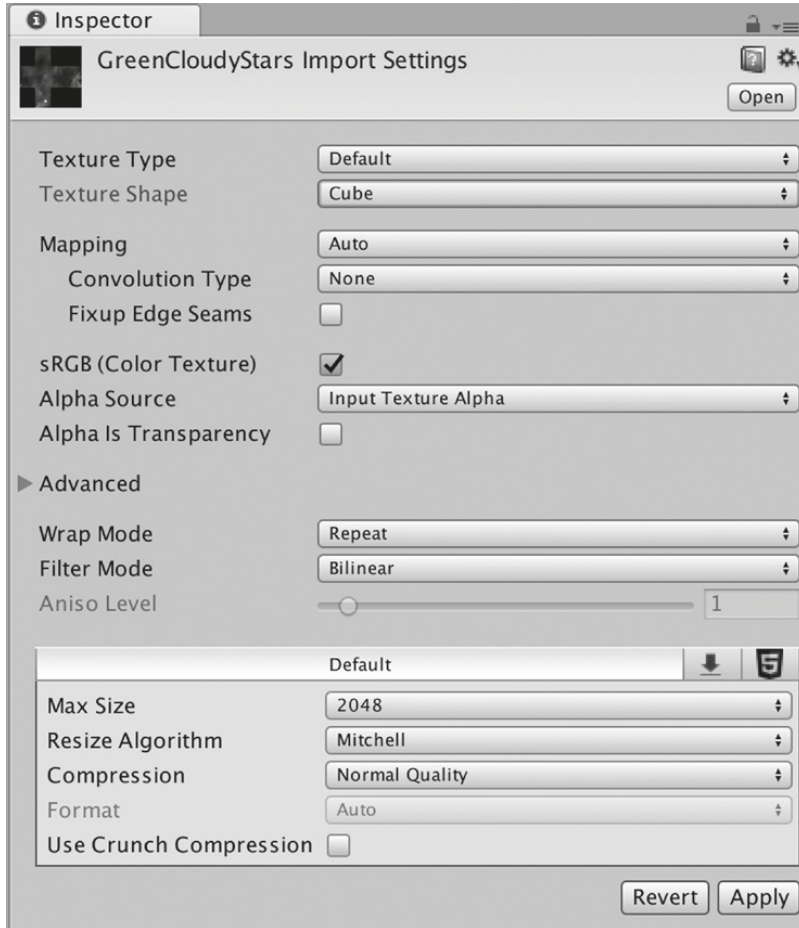 Inspector
GreenCloudyStars Import Settings
Open
Texture Type Default
Texture Shape Cube
Mapping Auto
Convolution Type None
Fixup Edge Seams
sRGB (Color Texture)
Alpha Source Input Texture Alpha
Alpha Is Transparency
Advanced
Wrap Mode Repeat
Filter Mode Bilinear
Aniso Level 1
Default
Max Size 2048
Resize Algorithm Mitchell
Compression Normal Quality
Format Auto
Use Crunch Compression
Revert Apply